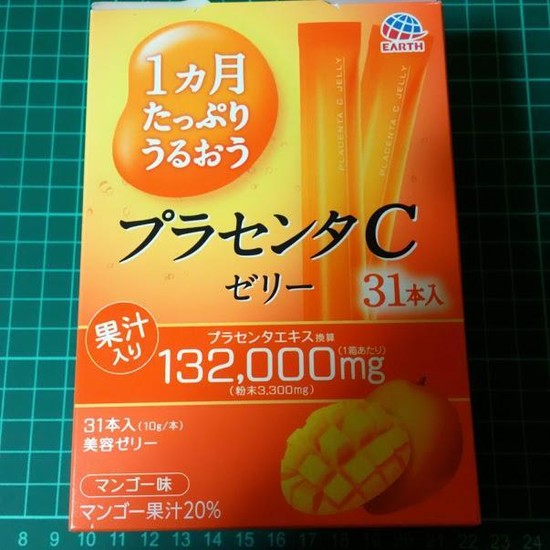 EARTH
1ヵ月
たっぷり
うるおう
PLACENTA C JELLY
PLACENTA C JELLY
プラセンタC
ゼリー
31本入
果汁
入り
プラセンタエキス換算
132,000mg
(1箱あたり)
(粉末3,300mg)
31本入(10g/本)
美容ゼリー
マンゴー味
マンゴー果汁20%
8 9 10 11 12 13 14 15 16 17 18 19 20 21 22 23 24